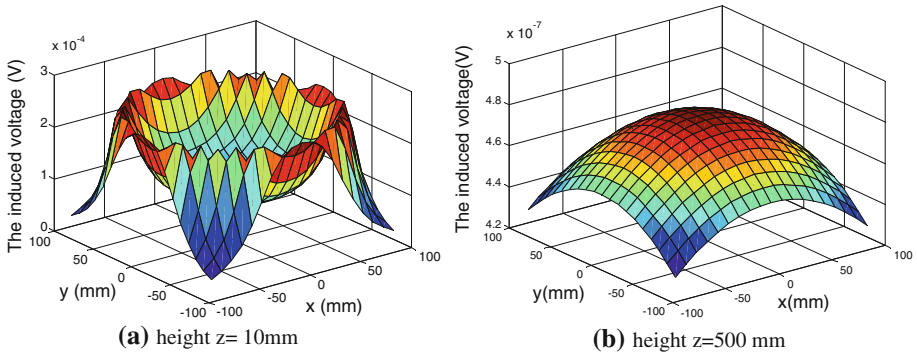 x 10⁻⁴
The induced voltage (V)
3
2
1
0
100
50
0
-50
-100
y (mm)
-100
-50
0
50
100
x (mm)
(a) height z= 10mm
x 10⁻⁷
The induced voltage(V)
5
4.8
4.6
4.4
4.2
100
50
0
-50
-100
y(mm)
-100
-50
0
50
100
x(mm)
(b) height z=500 mm